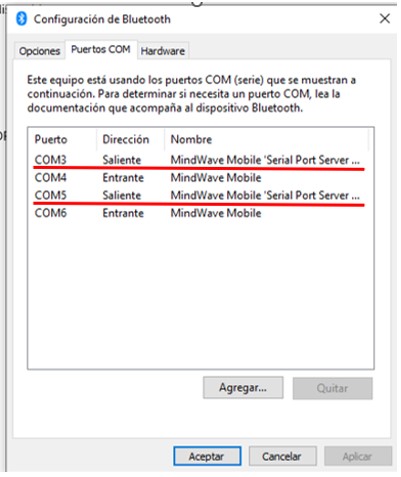 Configuración de Bluetooth
Opciones Puertos COM Hardware
Este equipo está usando los puertos COM (serie) que se muestran a
continuación. Para determinar si necesita un puerto COM, lea la
documentación que acompaña al dispositivo Bluetooth.
Puerto Dirección Nombre
COM3 Saliente MindWave Mobile 'Serial Port Server ...
COM4 Entrante MindWave Mobile
COM5 Saliente MindWave Mobile 'Serial Port Server ...
COM6 Entrante MindWave Mobile
Agregar... Quitar
Aceptar Cancelar Aplicar